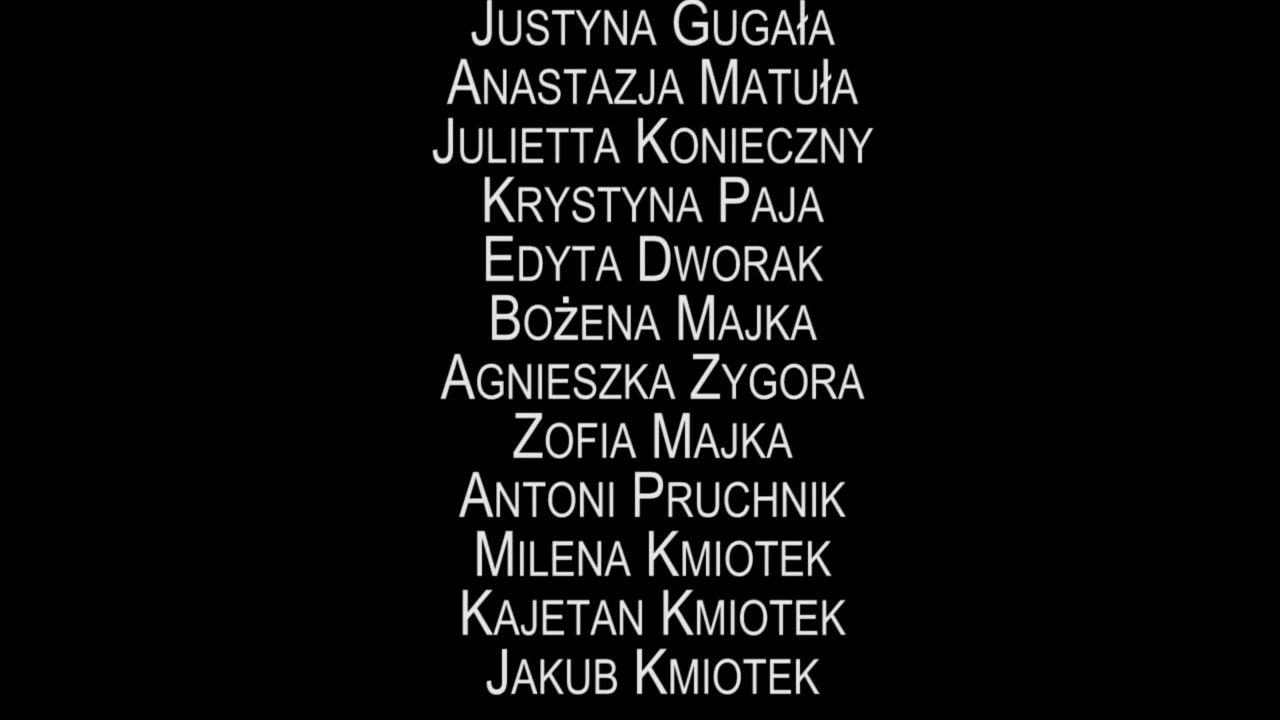 Justyna Gugała
Anastazja Matuła
Julietta Konieczny
Krystyna Paja
Edyta Dworak
Bożena Majka
Agnieszka Zygora
Zofia Majka
Antoni Pruchnik
Milena Kmiotek
Kajetan Kmiotek
Jakub Kmiotek